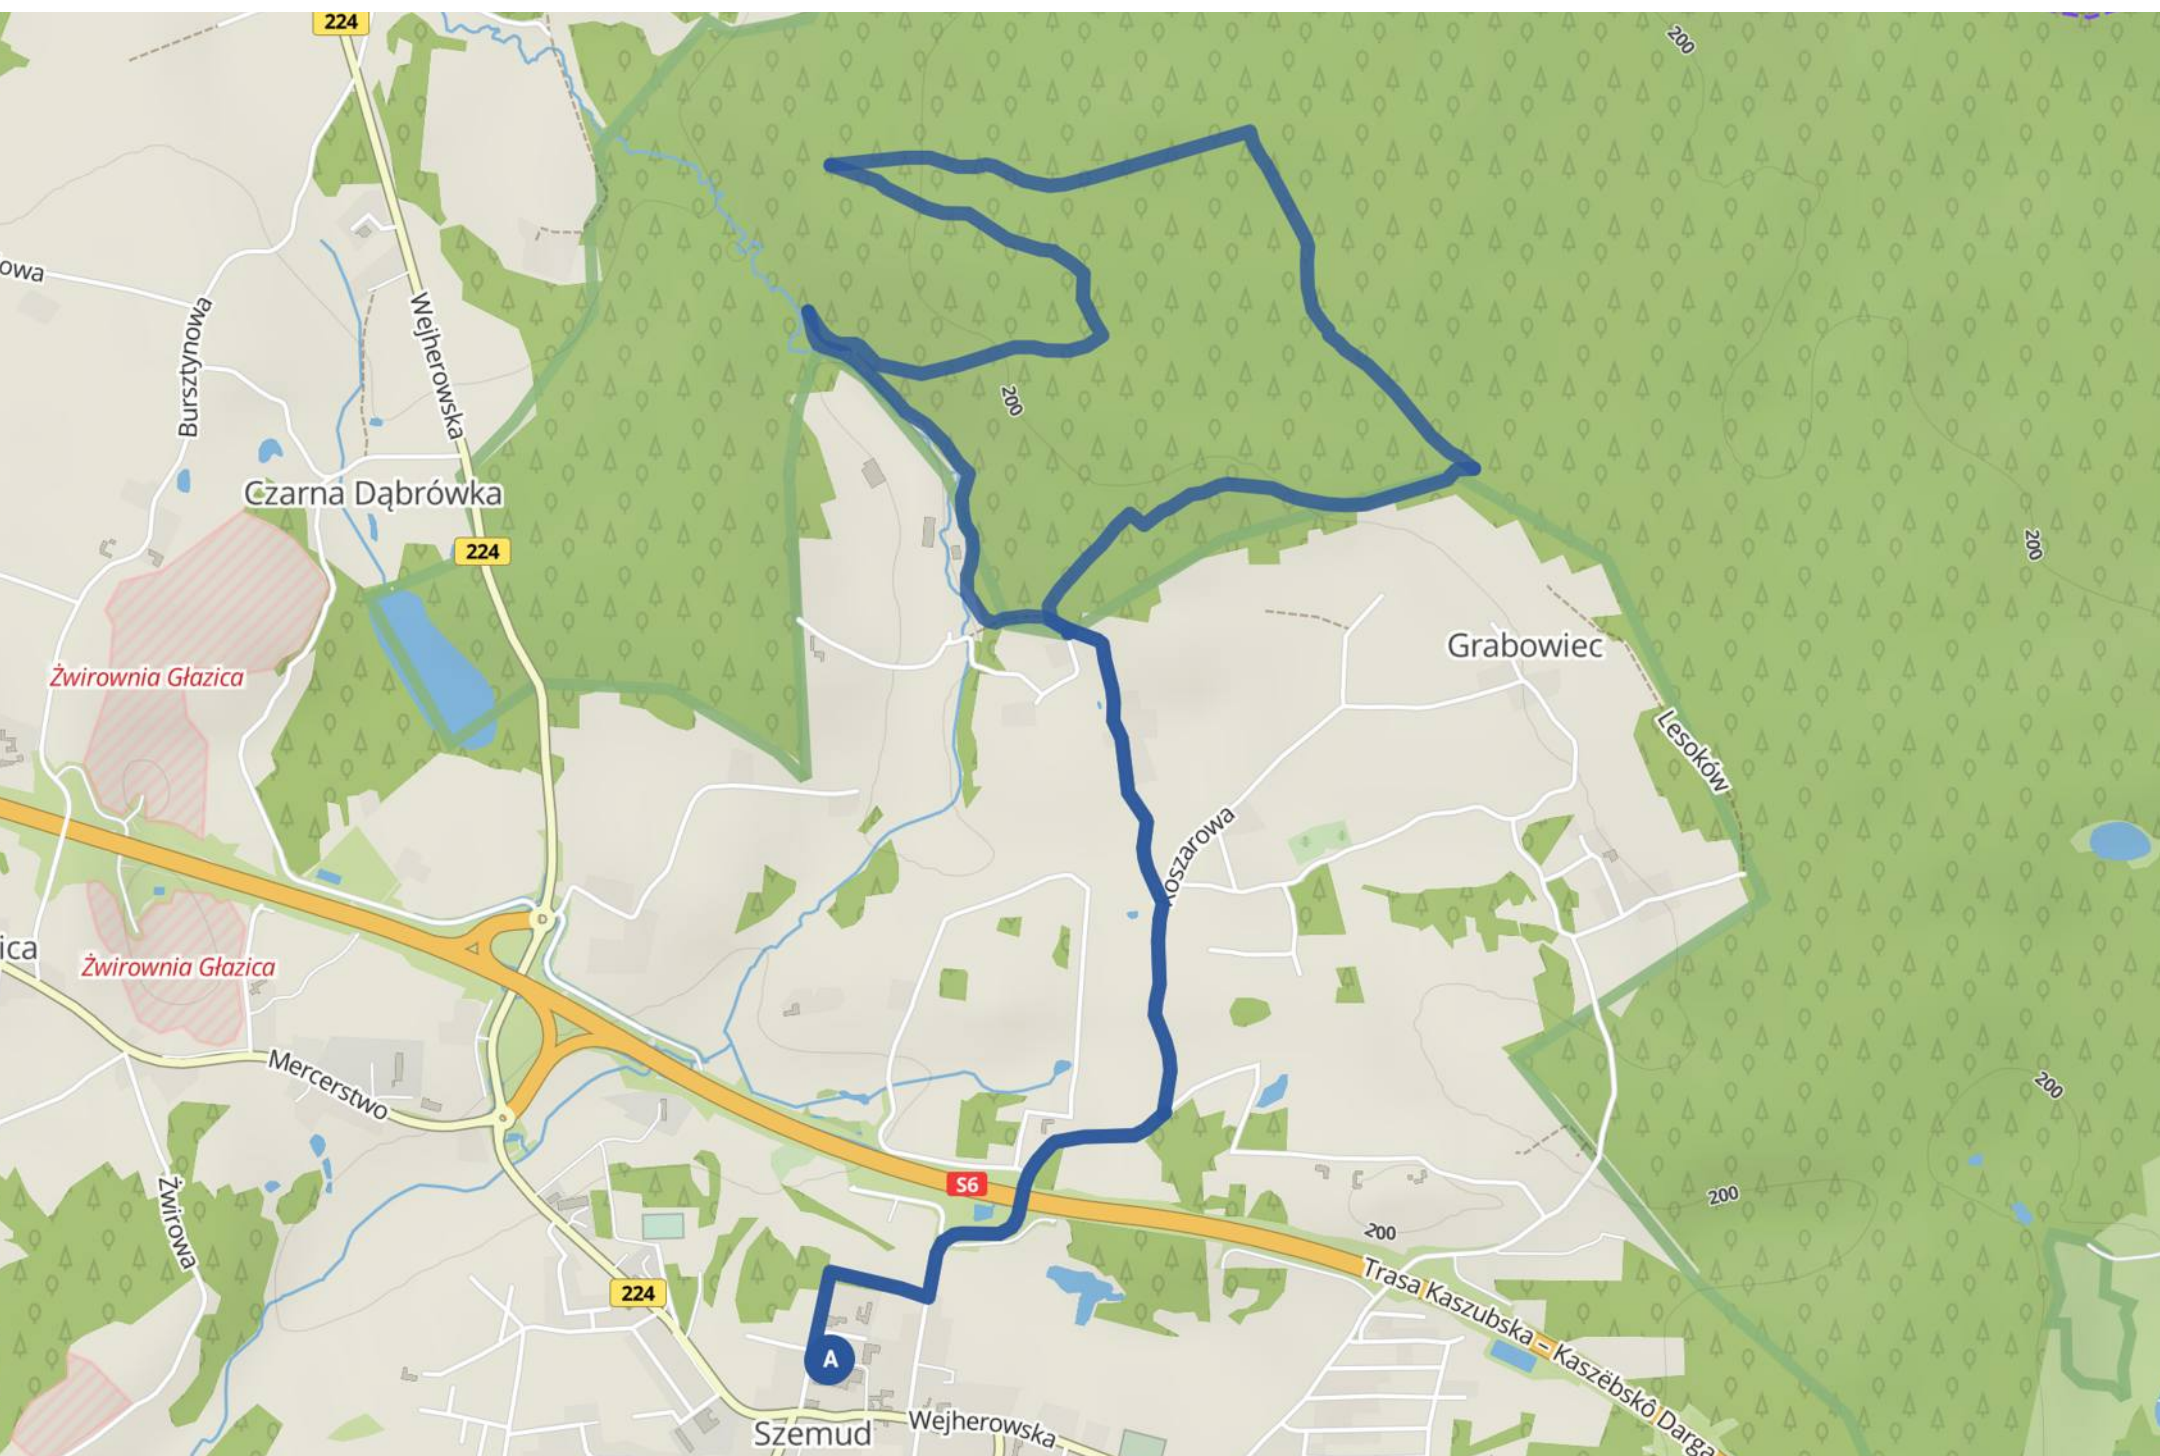 224
200
owa
Bursztynowa
Wejherowska
200
Czarna Dąbrówka
224
200
Żwirownia Głazica
Grabowiec
Lesoków
oszarowa
ica
Żwirownia Głazica
Mercerstwo
200
Żwirowa
S6
200
200
224
Trasa Kaszubska – Kaszëbskô Darga
A
Szemud
Wejherowska